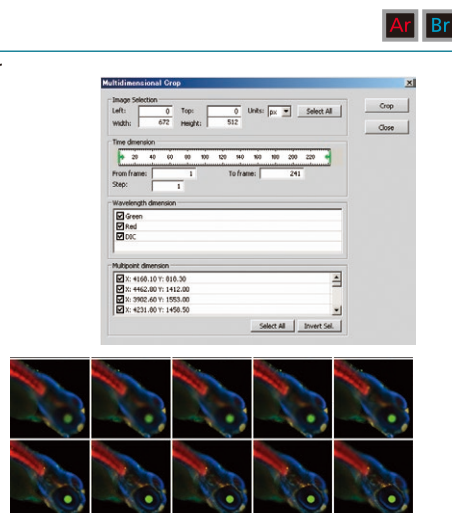 Ar Br
Multidimensional Crop
Image Selection
Left: 0 Top: 0 Units: px Select All
Width: 672 Height: 512
Crop
Close
Time dimension
20 40 60 80 100 120 140 160 180 200 220
From frame: 1 To frame: 241
Step: 1
Wavelength dimension
Green
Red
DIC
Multipoint dimension
X: 4160.10 Y: 818.30
X: 4462.00 Y: 1412.00
X: 3902.60 Y: 1553.00
X: 4231.00 Y: 1450.50
Select All Invert Sel.